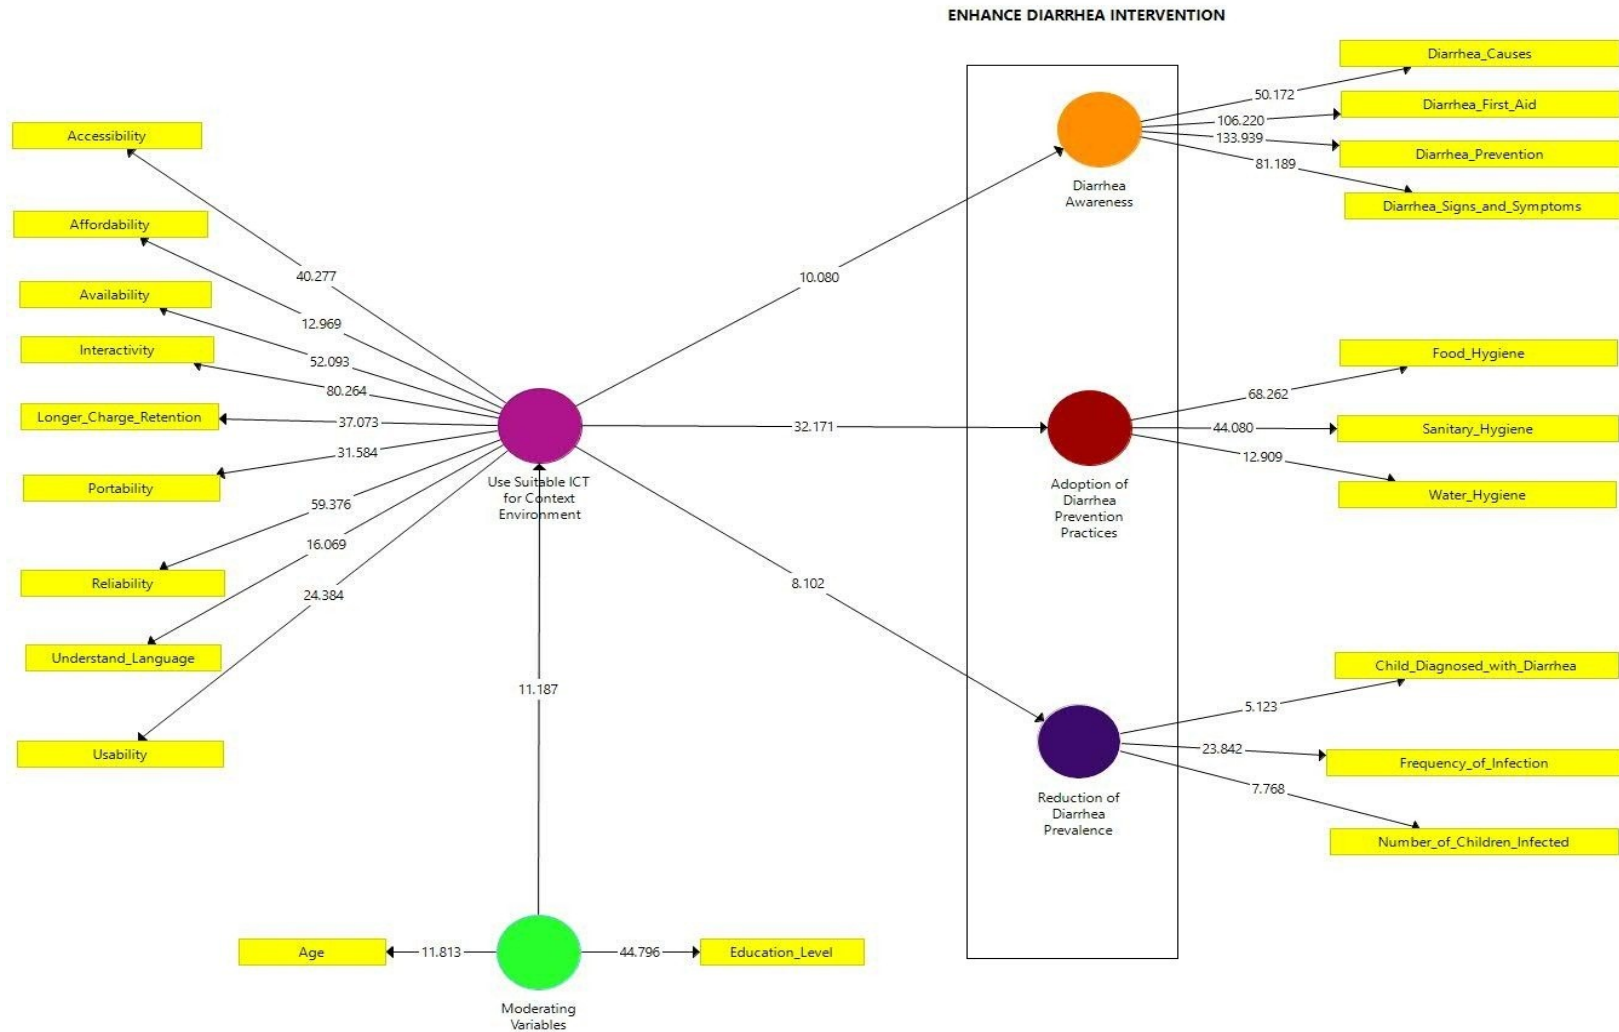 ENHANCE DIARRHEA INTERVENTION
Accessibility
Affordability
Availability
Interactivity
Longer_Charge_Retention
Portability
Reliability
Understand_Language
Usability
40.277
12.969
52.093
80.264
37.073
31.584
59.376
16.069
24.384
Use Suitable ICT
for Context
Environment
11.187
Age
11.813
44.796
Education_Level
Moderating
Variables
10.080
32.171
8.102
Diarrhea
Awareness
50.172
106.220
133.939
81.189
Diarrhea_Causes
Diarrhea_First_Aid
Diarrhea_Prevention
Diarrhea_Signs_and_Symptoms
Adoption of
Diarrhea
Prevention
Practices
68.262
44.080
12.909
Food_Hygiene
Sanitary_Hygiene
Water_Hygiene
Reduction of
Diarrhea
Prevalence
5.123
23.842
7.768
Child_Diagnosed_with_Diarrhea
Frequency_of_Infection
Number_of_Children_Infected